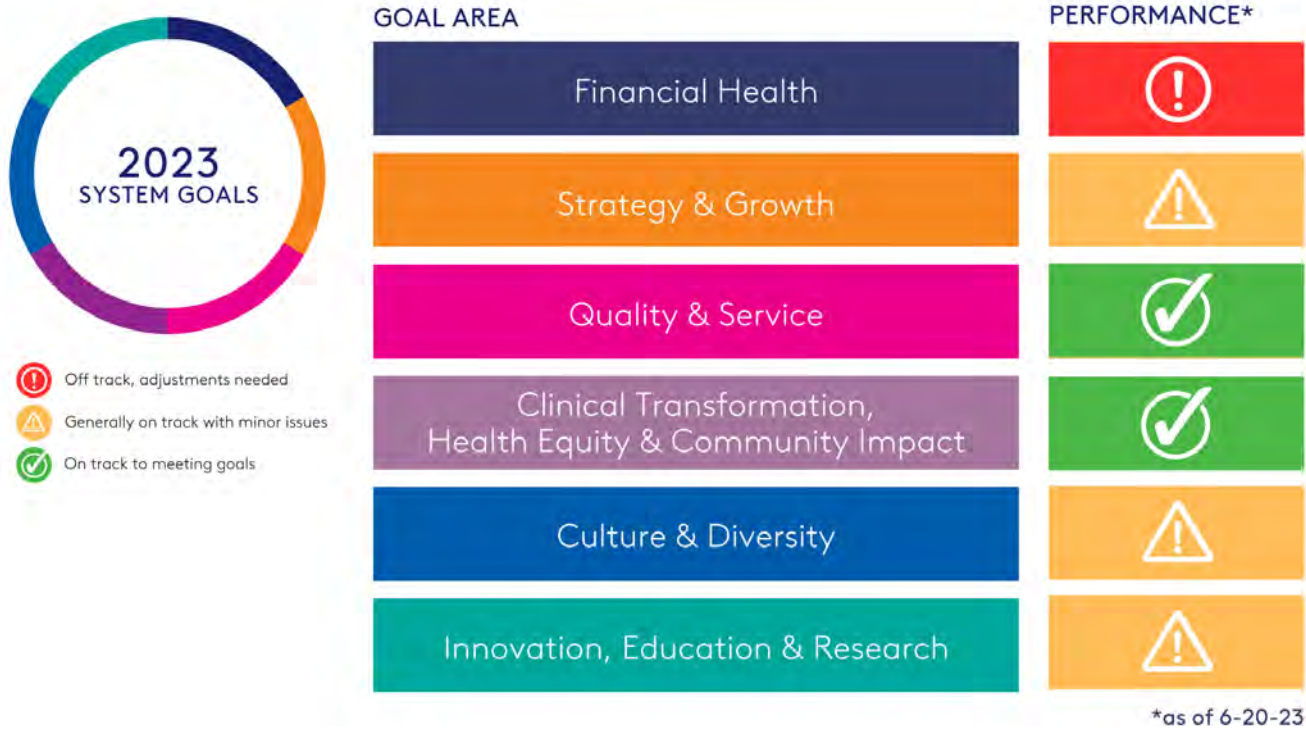 2023
SYSTEM GOALS
Off track, adjustments needed
Generally on track with minor issues
On track to meeting goals
GOAL AREA
PERFORMANCE*
Financial Health
Strategy & Growth
Quality & Service
Clinical Transformation,
Health Equity & Community Impact
Culture & Diversity
Innovation, Education & Research
*as of 6-20-23